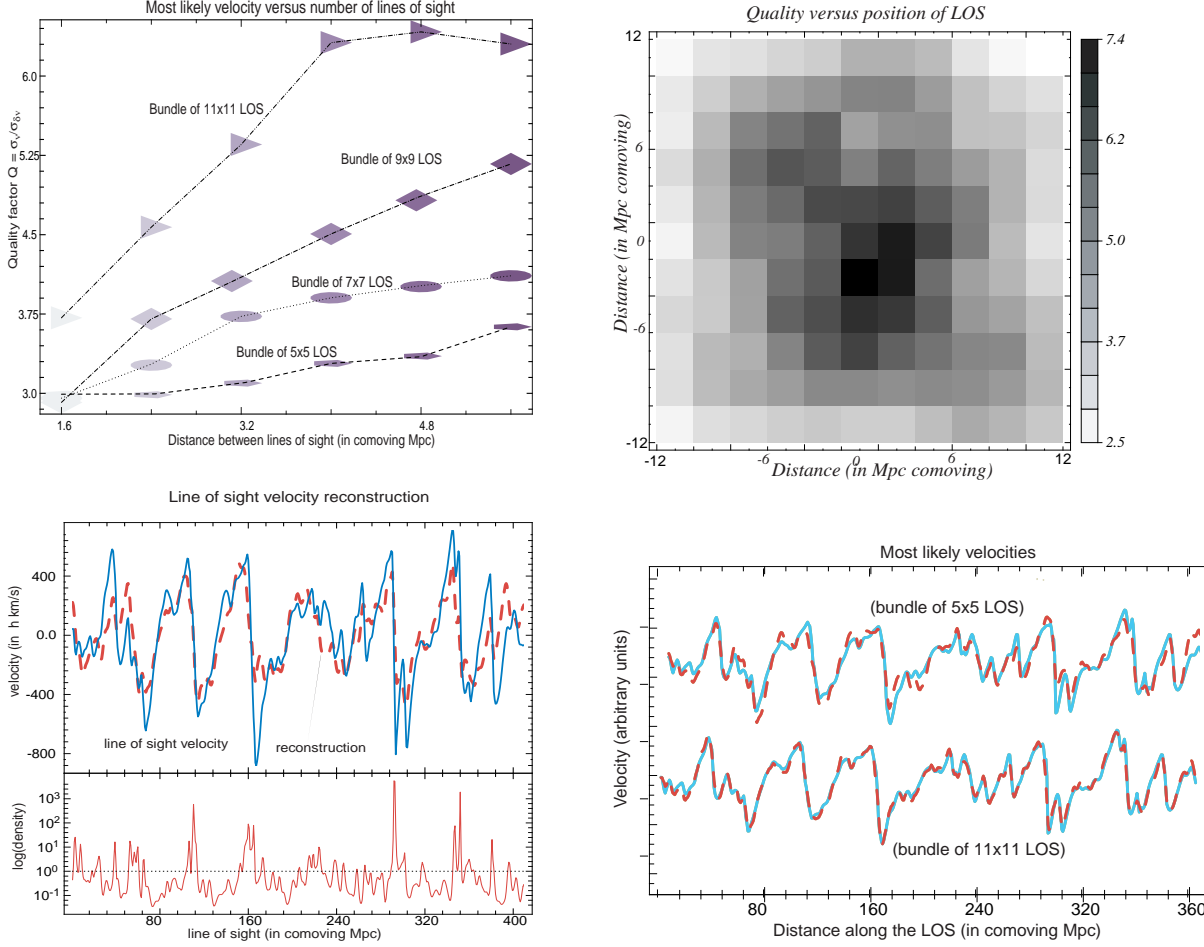 Most likely velocity versus number of lines of sight
Quality factor Q = σᵥ/σδᵥ
6.0
5.25
4.5
3.75
3.0
Bundle of 11x11 LOS
Bundle of 9x9 LOS
Bundle of 7x7 LOS
Bundle of 5x5 LOS
1.6
3.2
4.8
Distance between lines of sight (in comoving Mpc)
Quality versus position of LOS
Distance (in Mpc comoving)
12
6
0
-6
-12
-12
-6
0
6
12
Distance (in Mpc comoving)
7.4
6.2
5.0
3.7
2.5
Line of sight velocity reconstruction
velocity (in h km/s)
400
0.0
-400
-800
line of sight velocity
reconstruction
log(density)
10³
10²
10¹
10⁰
10⁻¹
80
160
240
320
400
line of sight (in comoving Mpc)
Most likely velocities
Velocity (arbitrary units)
(bundle of 5x5 LOS)
(bundle of 11x11 LOS)
80
160
240
320
360
Distance along the LOS (in comoving Mpc)